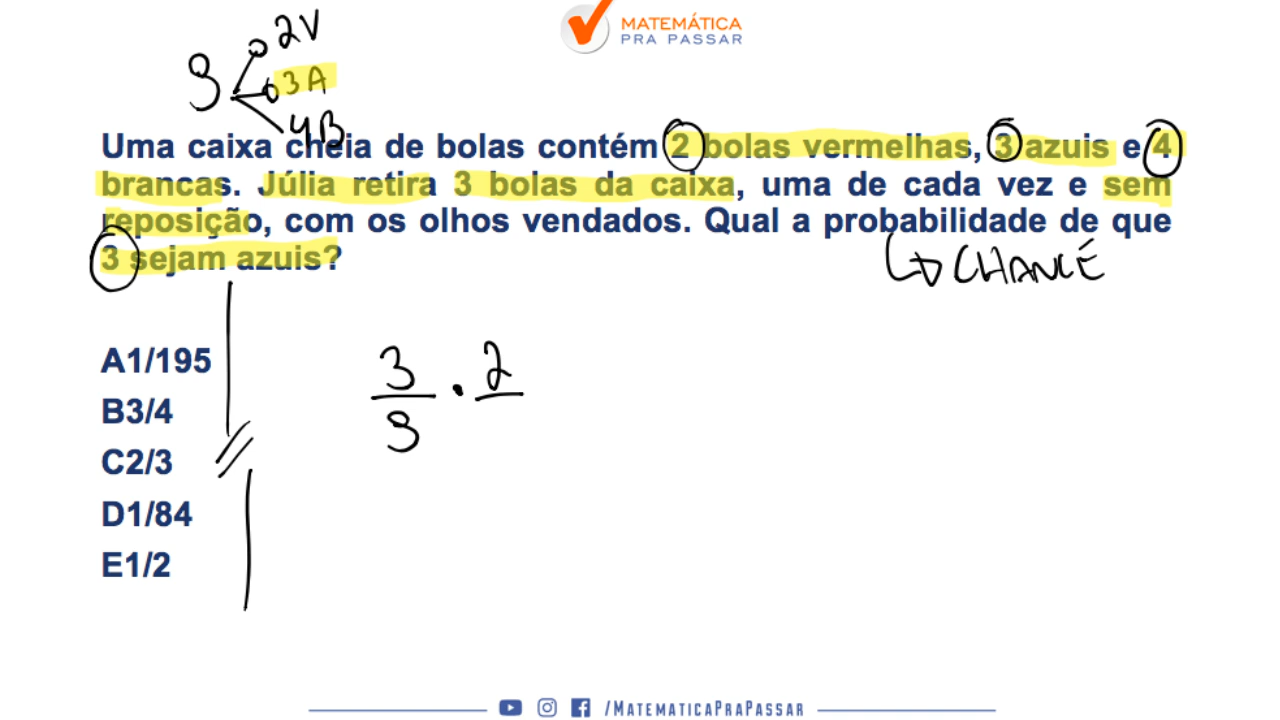 MATEMÁTICA
PRA PASSAR
9
2V
3A
4B
Uma caixa cheia de bolas contém 2 bolas vermelhas, 3 azuis e 4
brancas. Júlia retira 3 bolas da caixa, uma de cada vez e sem
reposição, com os olhos vendados. Qual a probabilidade de que
3 sejam azuis?
CHANCE
A1/195
B3/4
C2/3
D1/84
E1/2
3 . 2
9
/MATEMATICAPRAPASSAR